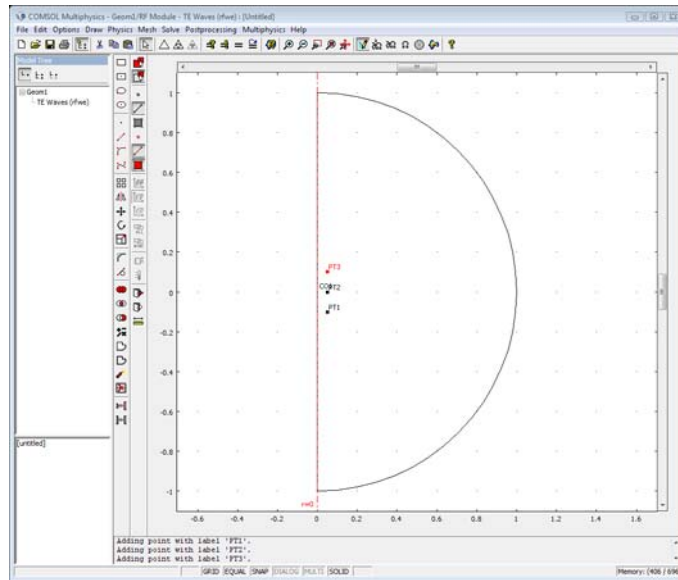 COMSOL Multiphysics - Geom1/RF Module - TE Waves (rfwe) : [Untitled]
File Edit Options Draw Physics Mesh Solve Postprocessing Multiphysics Help
Model Tree
Geom1
TE Waves (rfwe)
1
0.8
0.6
0.4
0.2
0
-0.2
-0.4
-0.6
-0.8
-1
PT3
PT2
PT1
r=0
-0.6 -0.4 -0.2 0 0.2 0.4 0.6 0.8 1 1.2 1.4 1.6
[untitled]
Adding point with label 'PT1'.
Adding point with label 'PT2'.
Adding point with label 'PT3'.
GRID EQUAL SNAP DIALOG MULTI SOLID Memory: (406 / 696